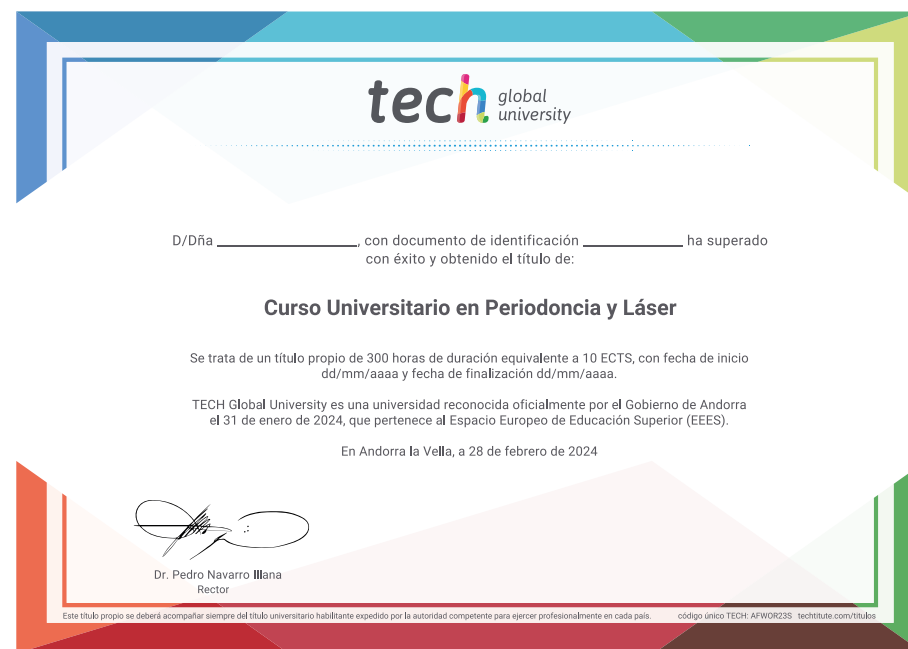 tech global
university
D/Dña ________________, con documento de identificación ____________ ha superado
con éxito y obtenido el título de:
Curso Universitario en Periodoncia y Láser
Se trata de un título propio de 300 horas de duración equivalente a 10 ECTS, con fecha de inicio
dd/mm/aaaa y fecha de finalización dd/mm/aaaa.
TECH Global University es una universidad reconocida oficialmente por el Gobierno de Andorra
el 31 de enero de 2024, que pertenece al Espacio Europeo de Educación Superior (EEES).
En Andorra la Vella, a 28 de febrero de 2024
Dr. Pedro Navarro Illana
Rector
Este título propio se deberá acompañar siempre del título universitario habilitante expedido por la autoridad competente para ejercer profesionalmente en cada país. código único TECH: AFWOR23S techtitute.com/titulos